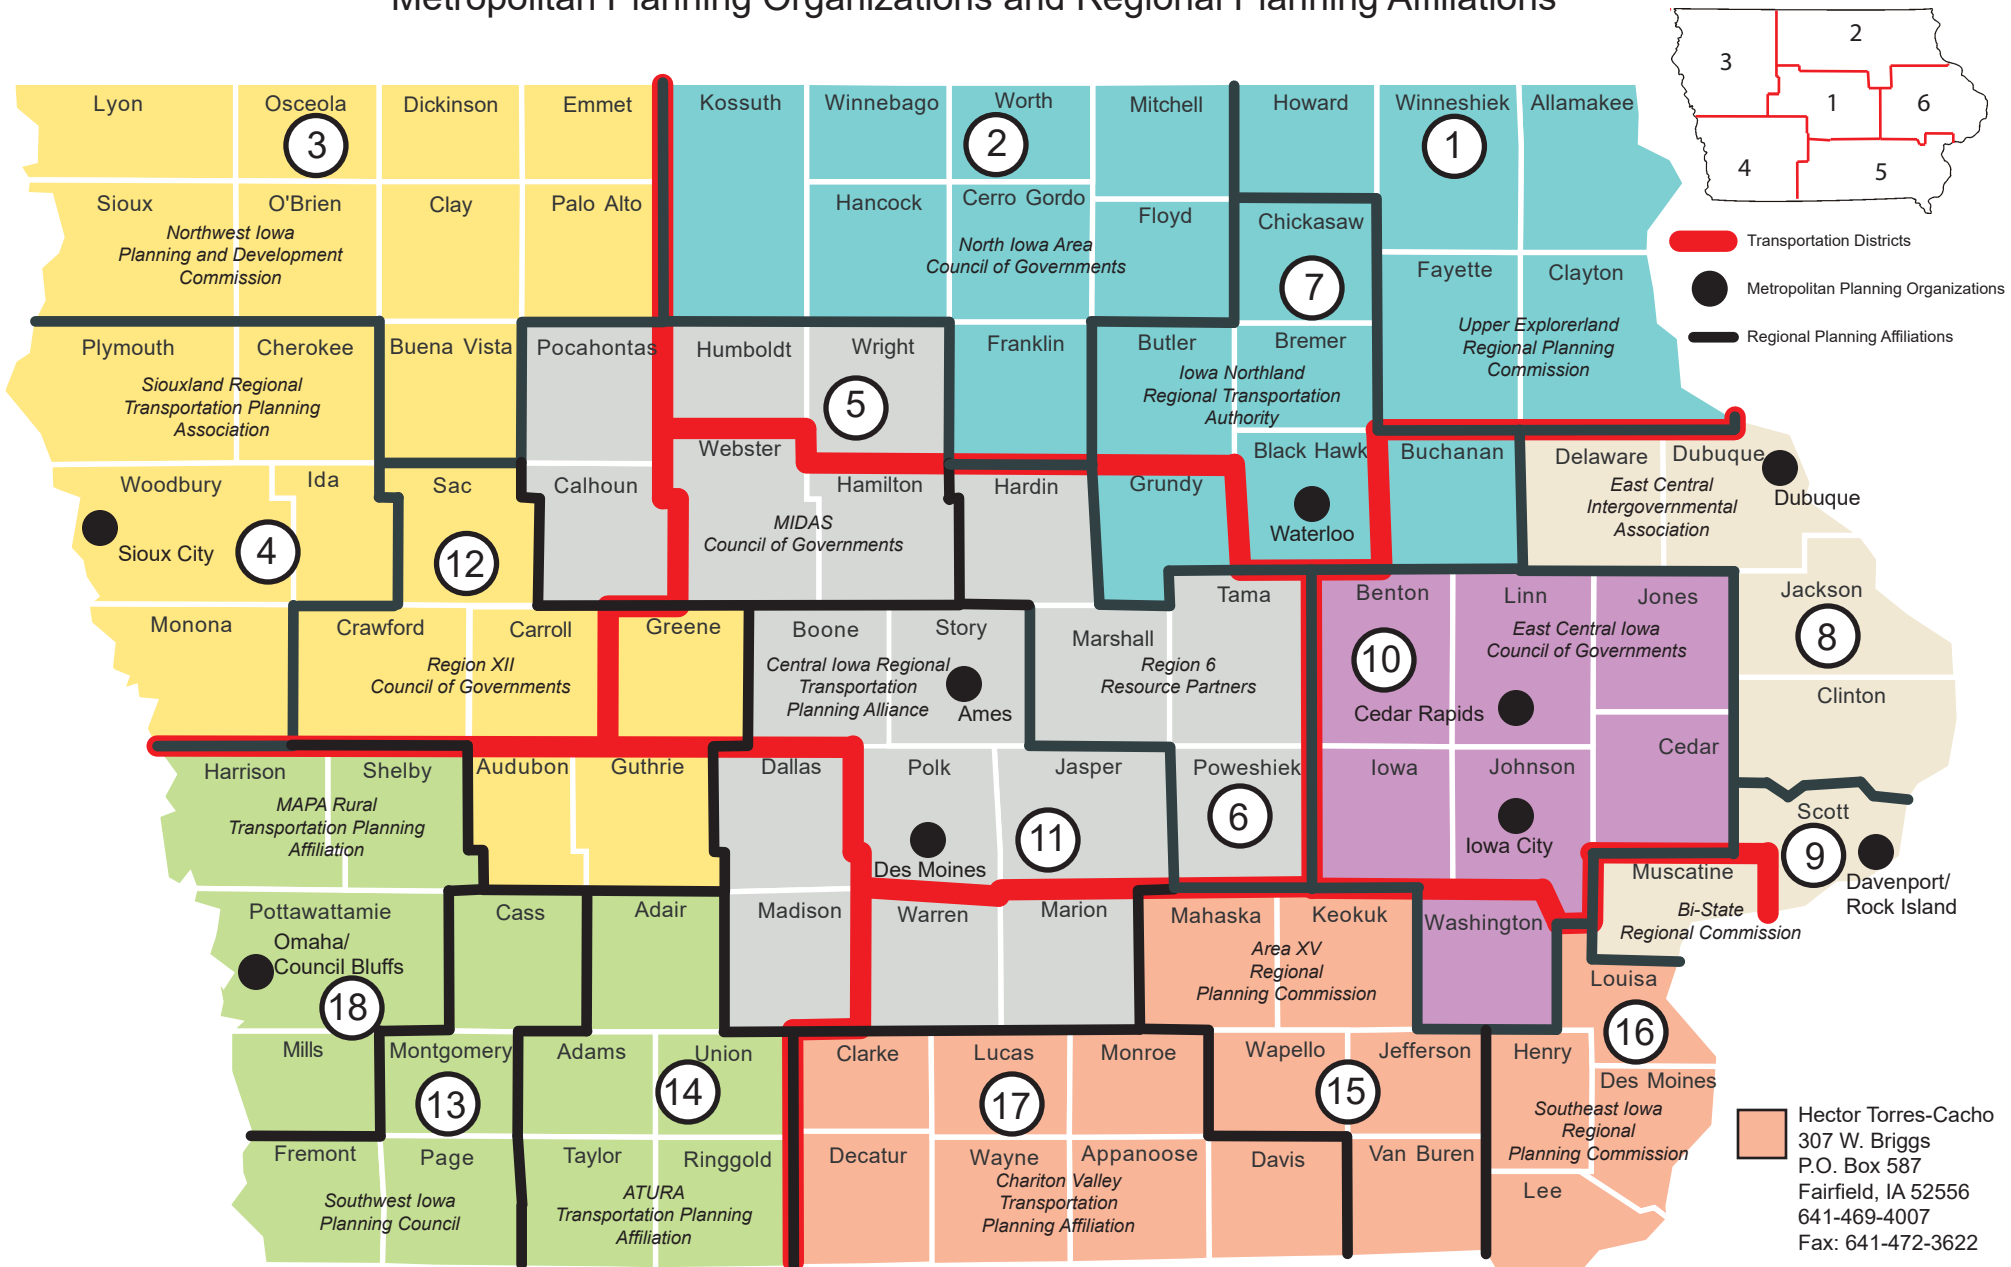 Metropolitan Planning Organizations and Regional Planning Affiliations
3
2
1
6
4
5
Transportation Districts
Metropolitan Planning Organizations
Regional Planning Affiliations
Lyon
Osceola
Dickinson
Emmet
Kossuth
Winnebago
Worth
Mitchell
Howard
Winneshiek
Allamakee
3
2
1
Sioux
O'Brien
Clay
Palo Alto
Hancock
Cerro Gordo
Floyd
Chickasaw
Northwest Iowa
Planning and Development
Commission
North Iowa Area
Council of Governments
7
Fayette
Clayton
Upper Explorerland
Regional Planning
Commission
Plymouth
Cherokee
Buena Vista
Pocahontas
Humboldt
Wright
Franklin
Butler
Bremer
Siouxland Regional
Transportation Planning
Association
5
Iowa Northland
Regional Transportation
Authority
Webster
Black Hawk
Buchanan
Delaware
Dubuque
Woodbury
Ida
Sac
Calhoun
Hamilton
Hardin
Grundy
East Central
Intergovernmental
Association
Dubuque
Sioux City
4
12
MIDAS
Council of Governments
Waterloo
Monona
Crawford
Carroll
Greene
Boone
Story
Marshall
Tama
Benton
Linn
Jones
Jackson
Region XII
Council of Governments
Central Iowa Regional
Transportation
Planning Alliance
Ames
Region 6
Resource Partners
10
East Central Iowa
Council of Governments
8
Cedar Rapids
Clinton
Harrison
Shelby
Audubon
Guthrie
Dallas
Polk
Jasper
Poweshiek
Iowa
Johnson
Cedar
MAPA Rural
Transportation Planning
Affiliation
Des Moines
11
6
Iowa City
Scott
9
Davenport/
Rock Island
Muscatine
Bi-State
Regional Commission
Pottawattamie
Cass
Adair
Madison
Warren
Marion
Mahaska
Keokuk
Washington
Omaha/
Council Bluffs
18
Area XV
Regional
Planning Commission
Louisa
16
Mills
Montgomery
Adams
Union
Clarke
Lucas
Monroe
Wapello
Jefferson
Henry
Des Moines
13
14
17
15
Southeast Iowa
Regional
Planning Commission
Fremont
Page
Taylor
Ringgold
Decatur
Wayne
Appanoose
Davis
Van Buren
Lee
Southwest Iowa
Planning Council
ATURA
Transportation Planning
Affiliation
Chariton Valley
Transportation
Planning Affiliation
Hector Torres-Cacho
307 W. Briggs
P.O. Box 587
Fairfield, IA 52556
641-469-4007
Fax: 641-472-3622